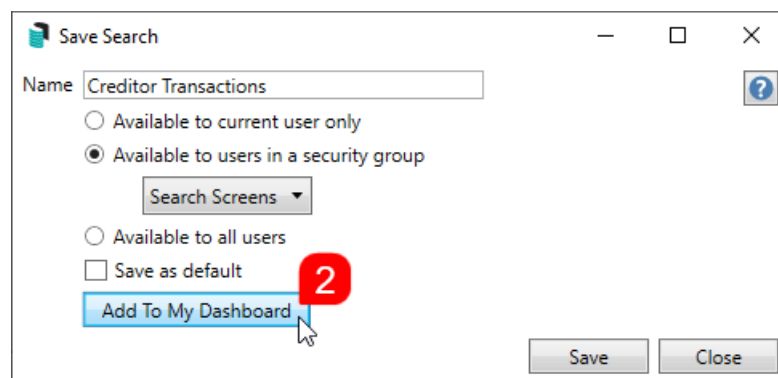 Save Search
Name Creditor Transactions
?
Available to current user only
Available to users in a security group
Search Screens
Available to all users
Save as default
2
Add To My Dashboard
Save Close